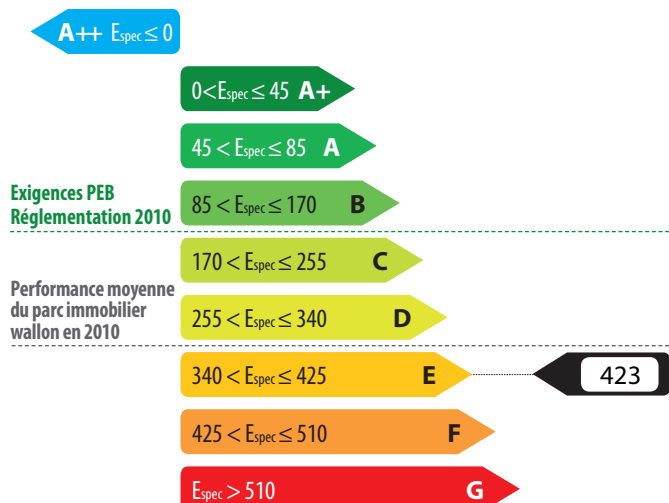 A++ Espec ≤ 0
0<Espec ≤ 45 A+
45 < Espec ≤ 85 A
Exigences PEB
Réglementation 2010
85 < Espec ≤ 170 B
170 < Espec ≤ 255 C
Performance moyenne
du parc immobilier
wallon en 2010
255 < Espec ≤ 340 D
340 < Espec ≤ 425 E
423
425 < Espec ≤ 510 F
Espec > 510 G